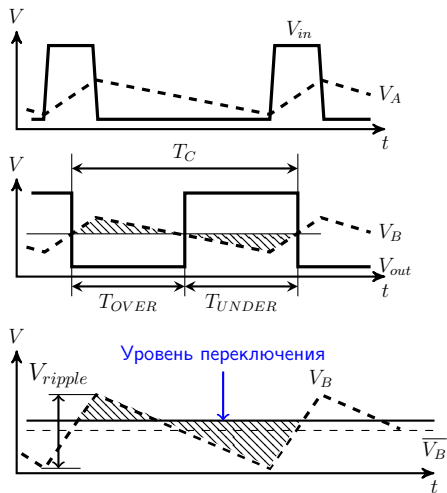 V
V_in
V_A
t
V
T_C
V_B
V_out
t
T_OVER
T_UNDER
V
Уровень переключения
V_ripple
V_B
V_B
t